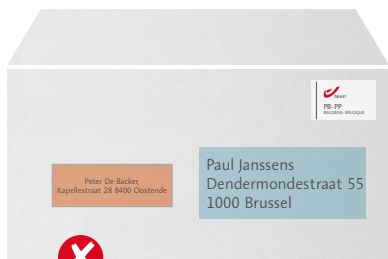 bpost
PB-PP
BELGIE(N)-BELGIQUE
Peter De Backer,
Kapellestraat 28 8400 Oostende
Paul Janssens
Dendermondestraat 55
1000 Brussel